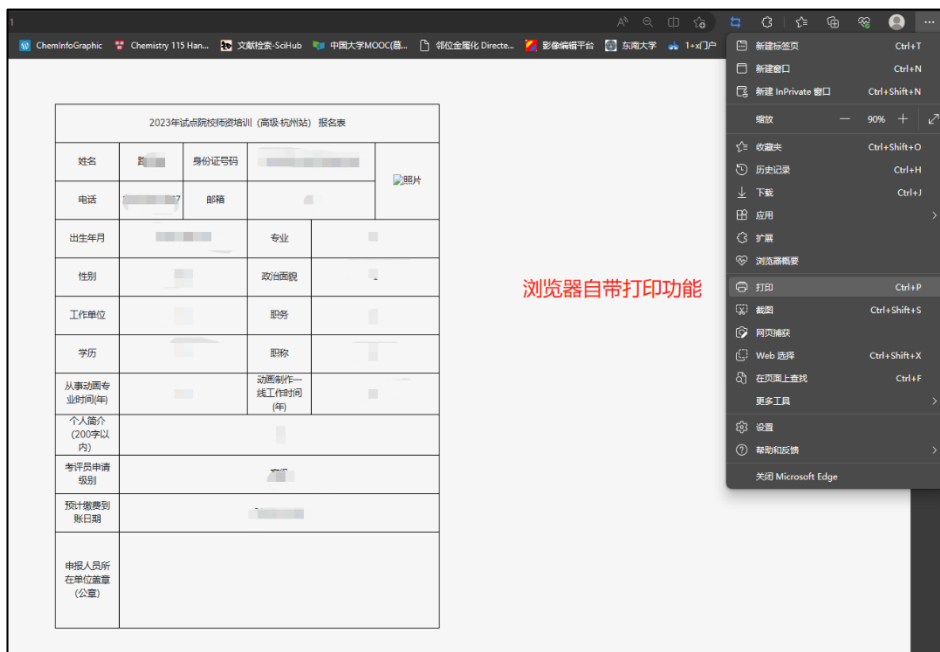 1
ChemInfoGraphic
Chemistry 115 Han...
文献检索-SciHub
中国大学MOOC(慕...
邻位金属化 Directe...
影像编辑平台
东南大学
1+x门户
新建标签页 Ctrl+T
新建窗口 Ctrl+N
新建 InPrivate 窗口 Ctrl+Shift+N
缩放 — 90% +
收藏夹 Ctrl+Shift+O
历史记录 Ctrl+H
下载 Ctrl+J
应用
扩展
浏览器概要
打印 Ctrl+P
截图 Ctrl+Shift+S
网页捕获
Web 选择 Ctrl+Shift+X
在页面上查找 Ctrl+F
更多工具
设置
帮助和反馈
关闭 Microsoft Edge
2023年试点院校师资培训（高级·杭州站）报名表
姓名 身份证号码
照片
电话 7 邮箱
出生年月 专业
性别 政治面貌
工作单位 职务
学历 职称
从事动画专
业时间(年)
动画制作一
线工作时间
(年)
个人简介
(200字以
内)
考评员申请
级别
预计缴费到
账日期
申报人员所
在单位盖章
(公章)
浏览器自带打印功能